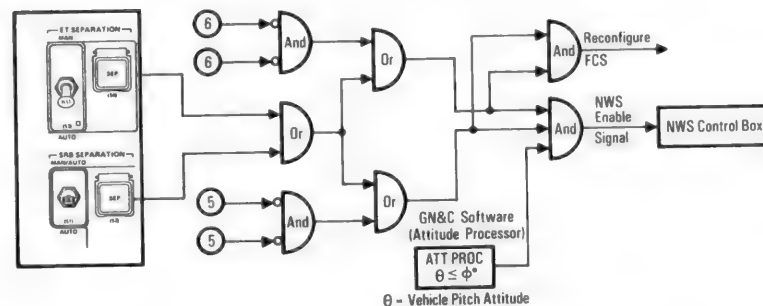 ET SEPARATION
MAN
SEP
AUTO
SRB SEPARATION
MAN/AUTO
SEP
AUTO
6
6
And
Or
Or
5
5
And
Or
And
Reconfigure
FCS
And
NWS
Enable
Signal
NWS Control Box
GN&C Software
(Attitude Processor)
ATT PROC
θ ≤ ϕ°
θ - Vehicle Pitch Attitude